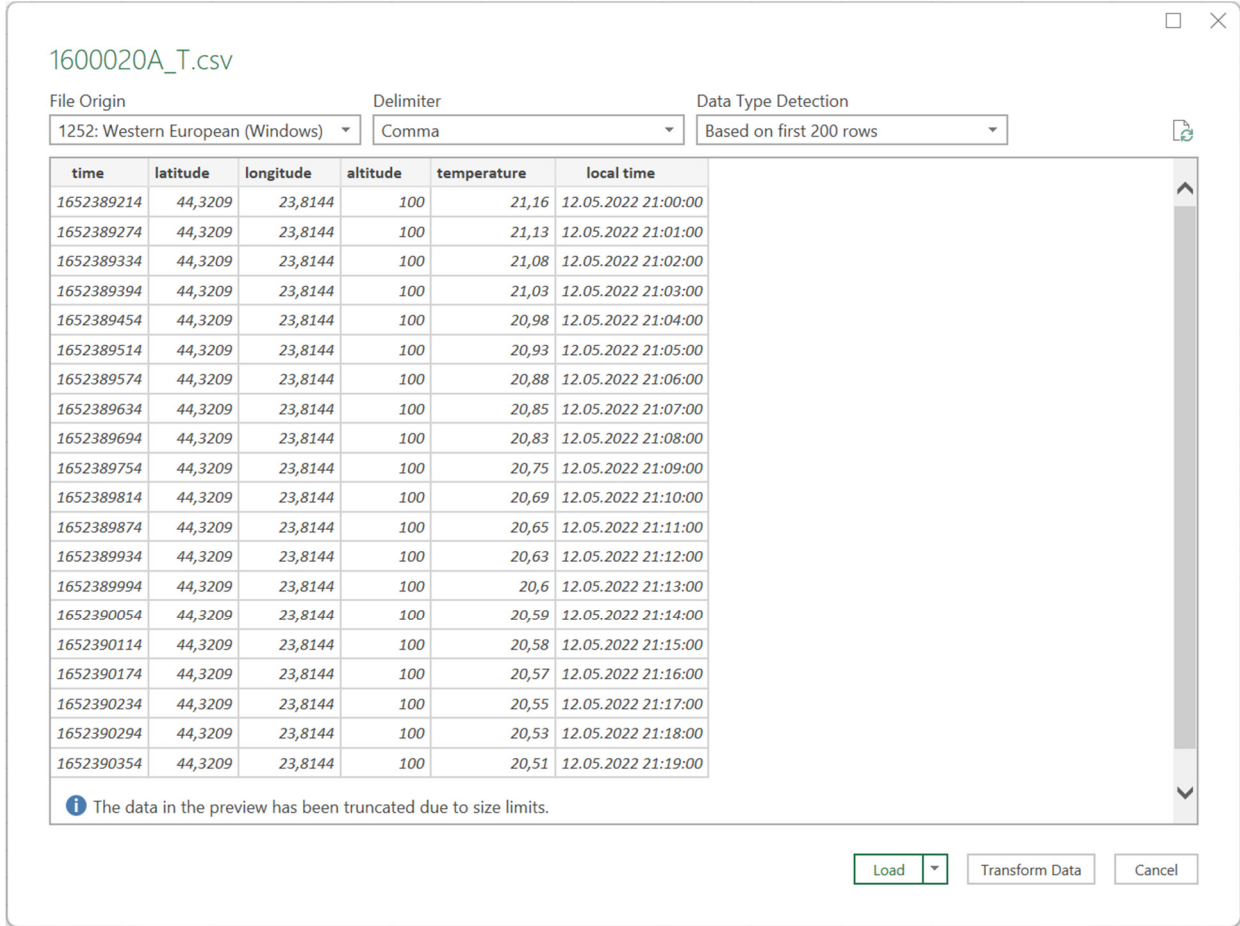 1600020A_T.csv
File Origin Delimiter Data Type Detection
1252: Western European (Windows) Comma Based on first 200 rows
time latitude longitude altitude temperature local time
1652389214 44,3209 23,8144 100 21,16 12.05.2022 21:00:00
1652389274 44,3209 23,8144 100 21,13 12.05.2022 21:01:00
1652389334 44,3209 23,8144 100 21,08 12.05.2022 21:02:00
1652389394 44,3209 23,8144 100 21,03 12.05.2022 21:03:00
1652389454 44,3209 23,8144 100 20,98 12.05.2022 21:04:00
1652389514 44,3209 23,8144 100 20,93 12.05.2022 21:05:00
1652389574 44,3209 23,8144 100 20,88 12.05.2022 21:06:00
1652389634 44,3209 23,8144 100 20,85 12.05.2022 21:07:00
1652389694 44,3209 23,8144 100 20,83 12.05.2022 21:08:00
1652389754 44,3209 23,8144 100 20,75 12.05.2022 21:09:00
1652389814 44,3209 23,8144 100 20,69 12.05.2022 21:10:00
1652389874 44,3209 23,8144 100 20,65 12.05.2022 21:11:00
1652389934 44,3209 23,8144 100 20,63 12.05.2022 21:12:00
1652389994 44,3209 23,8144 100 20,6 12.05.2022 21:13:00
1652390054 44,3209 23,8144 100 20,59 12.05.2022 21:14:00
1652390114 44,3209 23,8144 100 20,58 12.05.2022 21:15:00
1652390174 44,3209 23,8144 100 20,57 12.05.2022 21:16:00
1652390234 44,3209 23,8144 100 20,55 12.05.2022 21:17:00
1652390294 44,3209 23,8144 100 20,53 12.05.2022 21:18:00
1652390354 44,3209 23,8144 100 20,51 12.05.2022 21:19:00
The data in the preview has been truncated due to size limits.
Load Transform Data Cancel